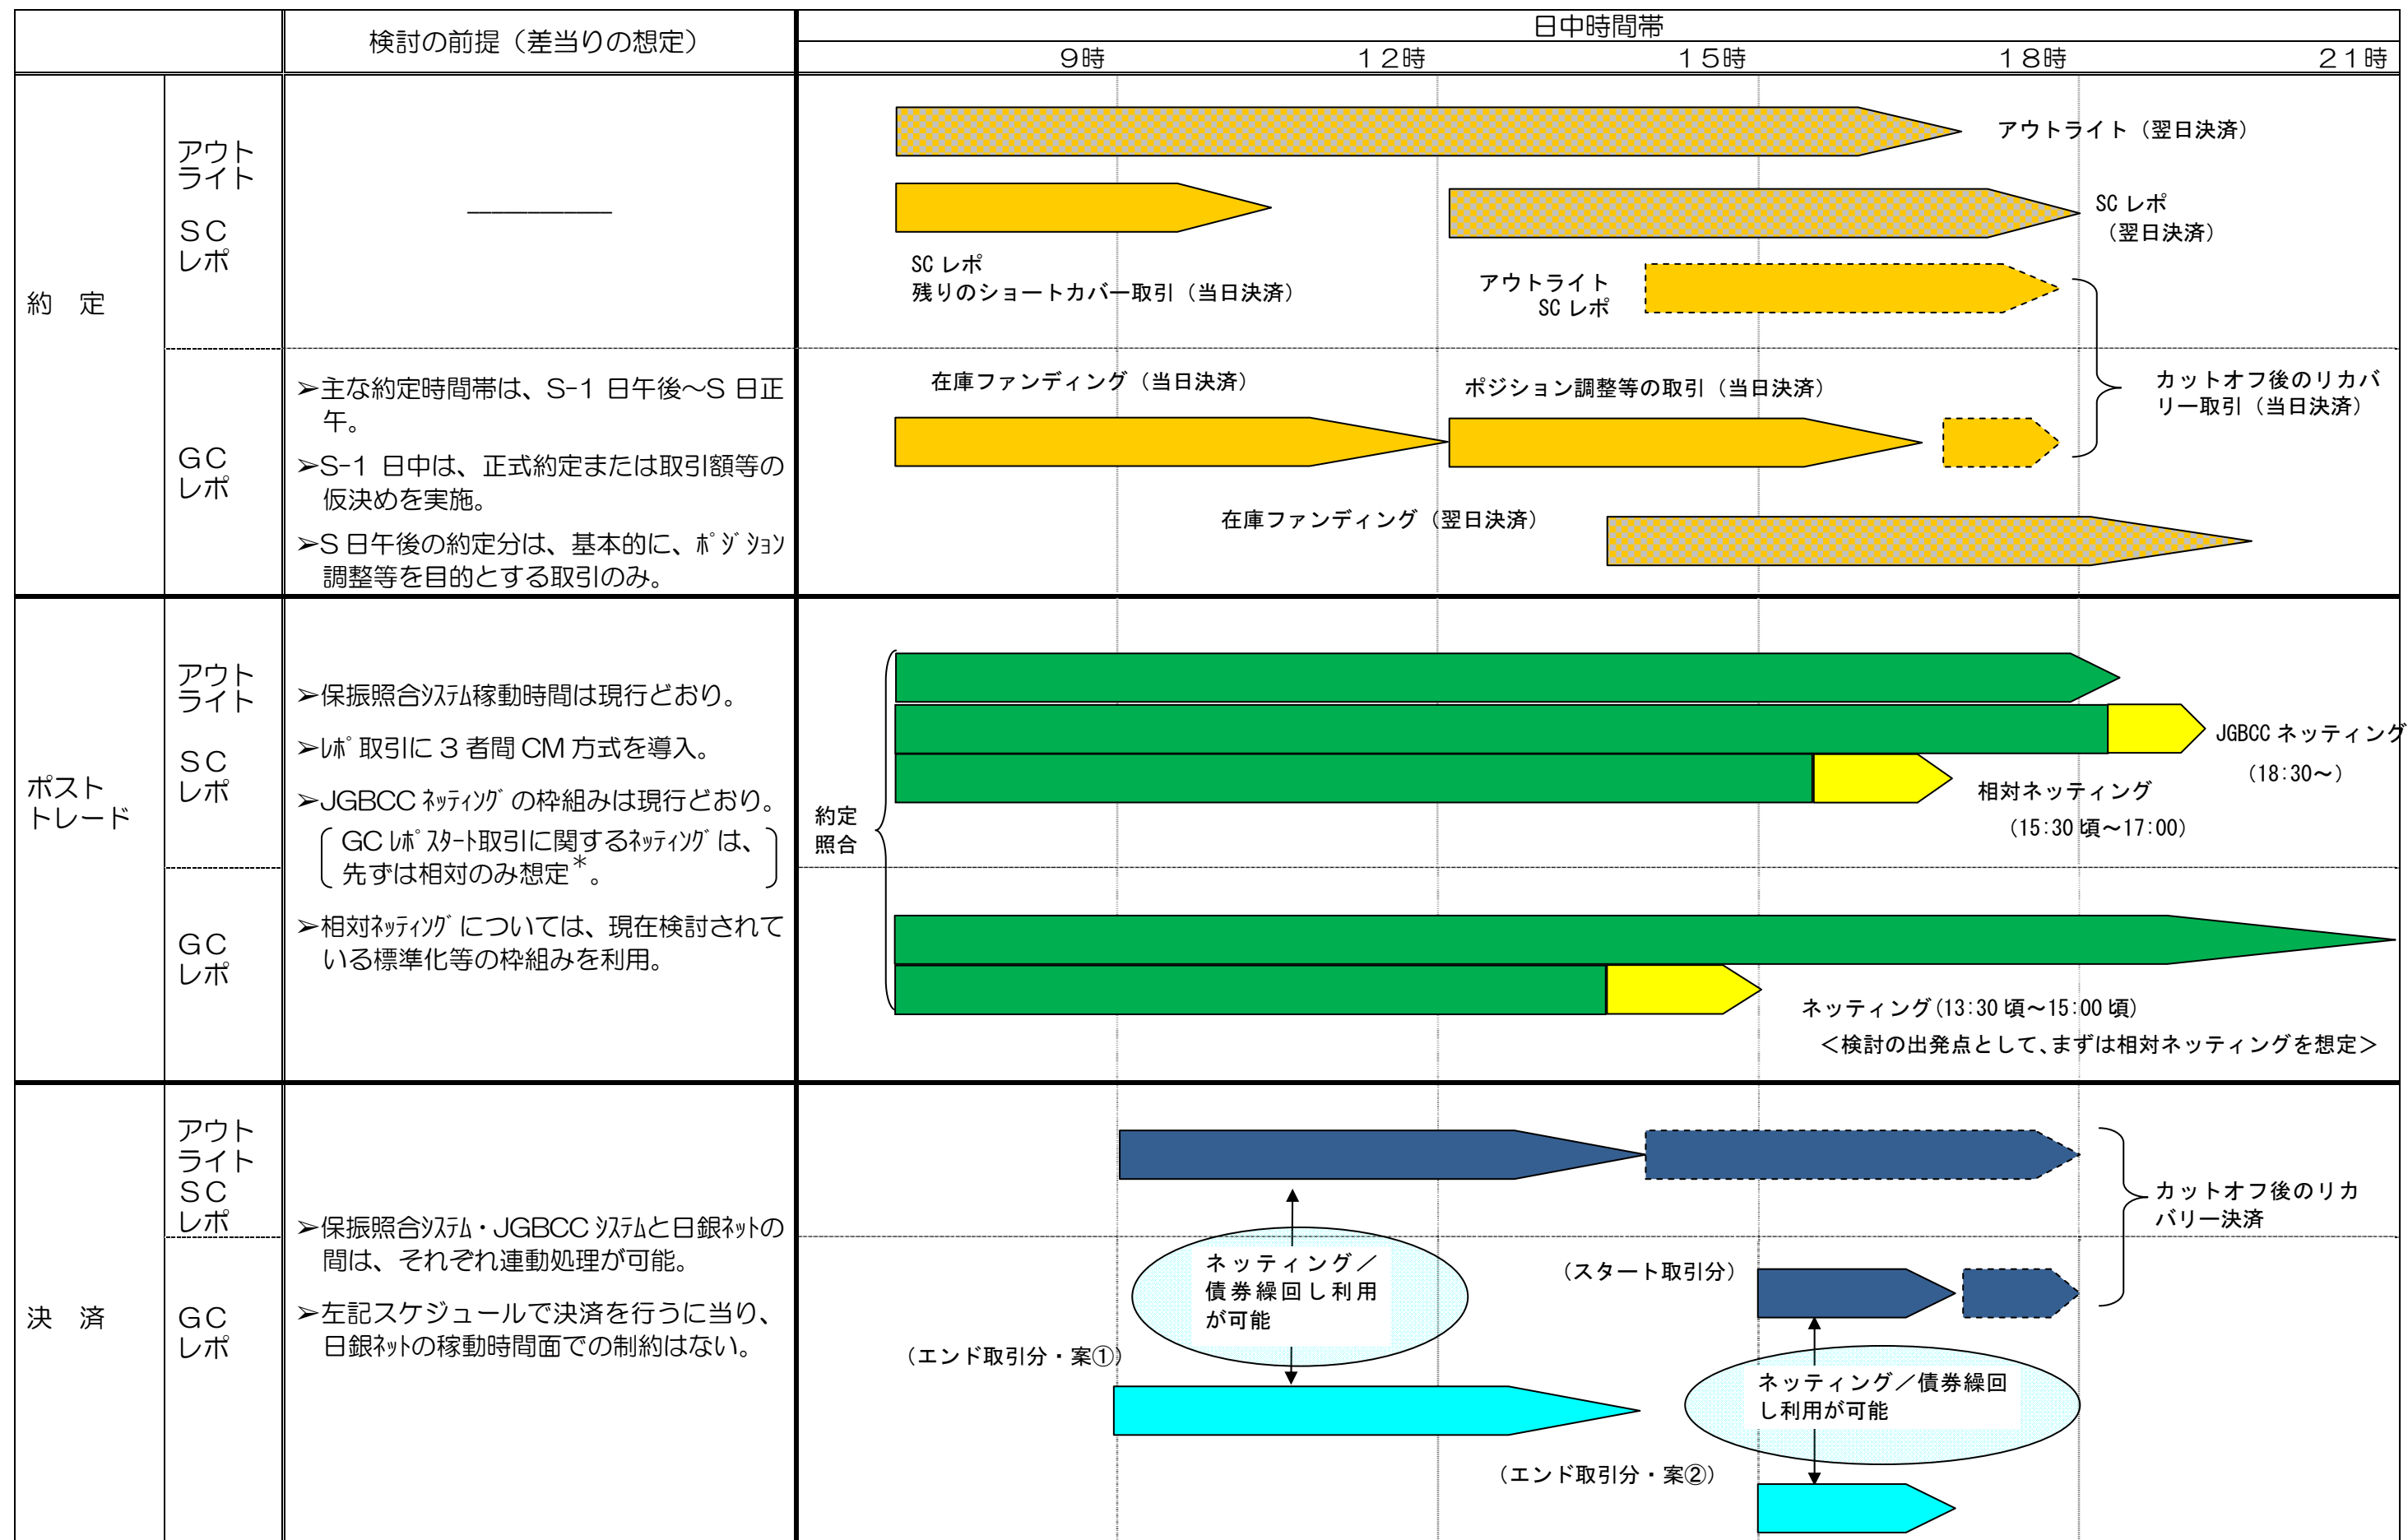 検討の前提（差当りの想定）
日中時間帯
９時
１２時
１５時
１８時
２１時
約　定
アウト
ライト
ＳＣ
レポ
ＧＣ
レポ
➢主な約定時間帯は、S-1 日午後～S 日正
午。
➢S-1 日中は、正式約定または取引額等の
仮決めを実施。
➢S 日午後の約定分は、基本的に、ﾎﾟｼﾞｼｮﾝ
調整等を目的とする取引のみ。
アウトライト（翌日決済）
SC レポ
残りのショートカバー取引（当日決済）
SC レポ
（翌日決済）
アウトライト
SC レポ
在庫ファンディング（当日決済）
ポジション調整等の取引（当日決済）
カットオフ後のリカバ
リー取引（当日決済）
在庫ファンディング（翌日決済）
ポスト
トレード
アウト
ライト
ＳＣ
レポ
ＧＣ
レポ
➢保振照合ｼｽﾃﾑ稼動時間は現行どおり。
➢ﾚﾎﾟ取引に３者間 CM 方式を導入。
➢JGBCC ﾈｯﾃｨﾝｸﾞの枠組みは現行どおり。
GC ﾚﾎﾟｽﾀｰﾄ取引に関するﾈｯﾃｨﾝｸﾞは、
先ずは相対のみ想定＊。
➢相対ﾈｯﾃｨﾝｸﾞについては、現在検討されて
いる標準化等の枠組みを利用。
約定
照合
JGBCC ネッティング
（18:30～）
相対ネッティング
（15:30 頃～17:00）
ネッティング(13:30 頃～15:00 頃)
＜検討の出発点として、まずは相対ネッティングを想定＞
決　済
アウト
ライト
ＳＣ
レポ
ＧＣ
レポ
➢保振照合ｼｽﾃﾑ・JGBCC ｼｽﾃﾑと日銀ﾈｯﾄの
間は、それぞれ連動処理が可能。
➢左記スケジュールで決済を行うに当り、
日銀ﾈｯﾄの稼動時間面での制約はない。
カットオフ後のリカ
バリー決済
ネッティング／
債券繰回し利用
が可能
（スタート取引分）
（エンド取引分・案①）
ネッティング／債券繰回
し利用が可能
（エンド取引分・案②）